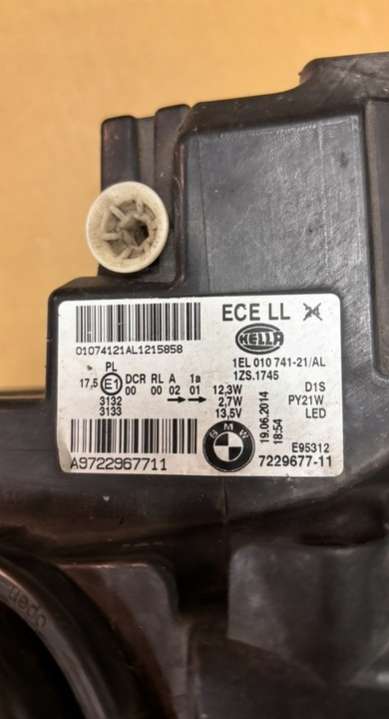 ECE LL
01074121AL1215858
HELLA
1EL 010 741-21/AL
1ZS.1745
PL
17,5 E1 DCR RL A 1a 12,3W D1S
00 00 02 01 2,7W PY21W
3132 → → 13,5V LED
3133
19.06.2014
18:54
BMW
E95312
A9722967711
7229677-11
open